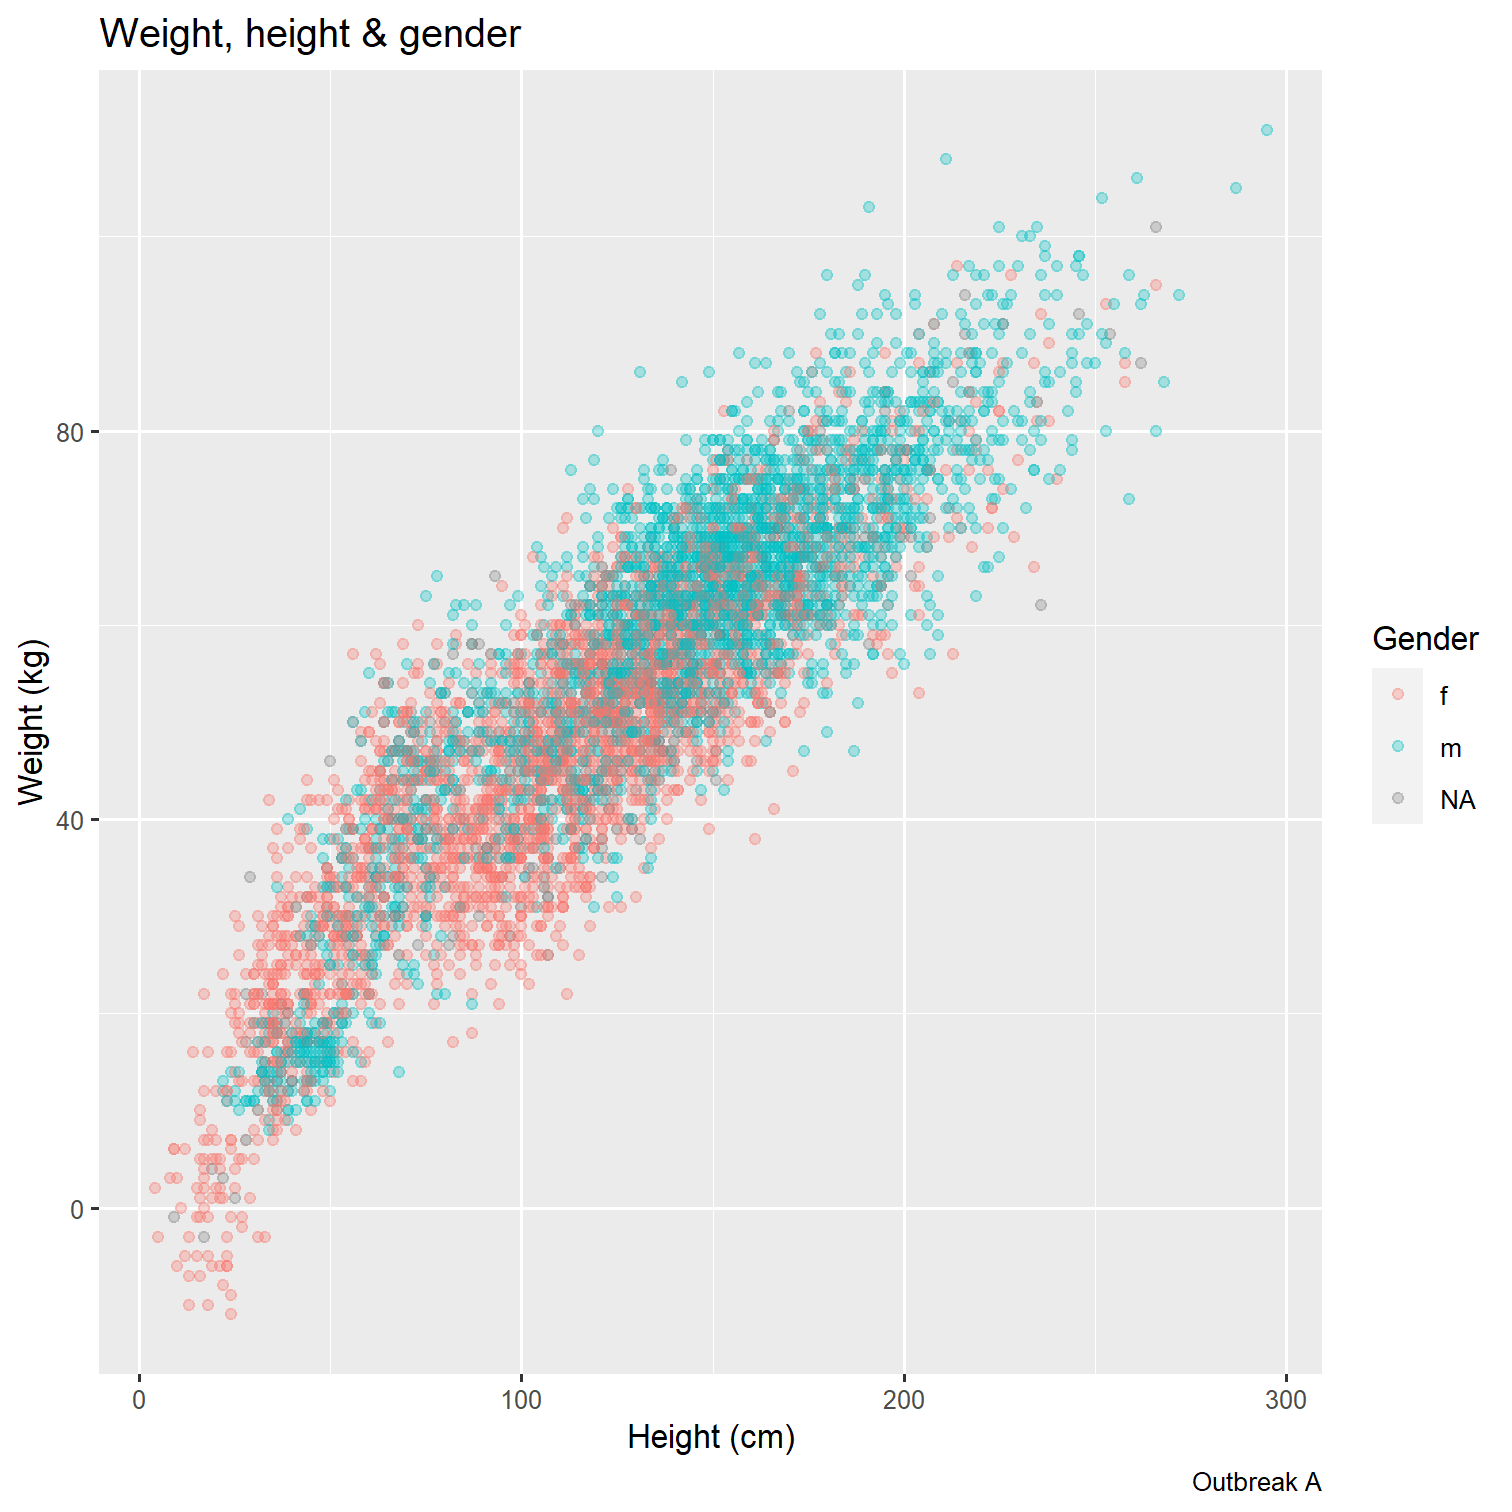 Weight, height & gender
Weight (kg)
80
40
0
0
100
200
300
Height (cm)
Gender
f
m
NA
Outbreak A